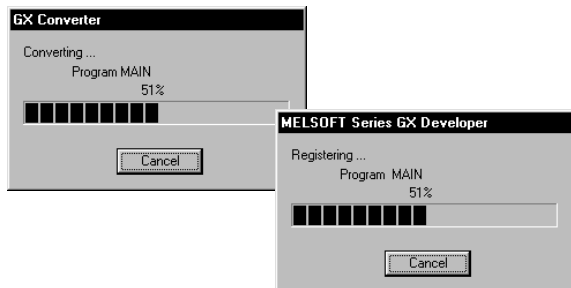 GX Converter
Converting ...
Program MAIN
51%
Cancel
MELSOFT Series GX Developer
Registering ...
Program MAIN
51%
Cancel